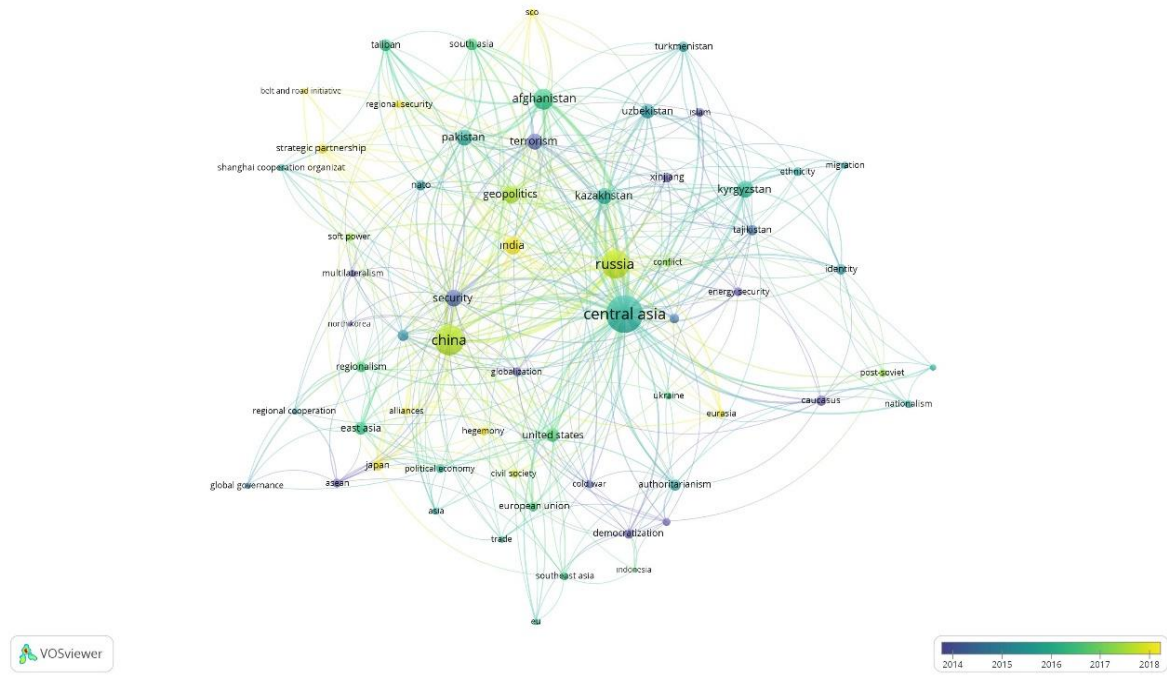 sco
taliban
south asia
turkmenistan
belt and road initiative
regional security
afghanistan
uzbekistan
islam
pakistan
terrorism
strategic partnership
shanghai cooperation organizat
migration
ethnicity
nato
xinjiang
kyrgyzstan
geopolitics
kazakhstan
tajikistan
soft power
india
russia
conflict
identity
multilateralism
energy security
security
central asia
north korea
china
regionalism
globalization
post-soviet
ukraine
caucasus
nationalism
regional cooperation
alliances
eurasia
east asia
hegemony
united states
japan
political economy
civil society
global governance
asean
cold war
authoritarianism
asia
european union
democratization
trade
southeast asia
indonesia
eu
VOSviewer
2014 2015 2016 2017 2018